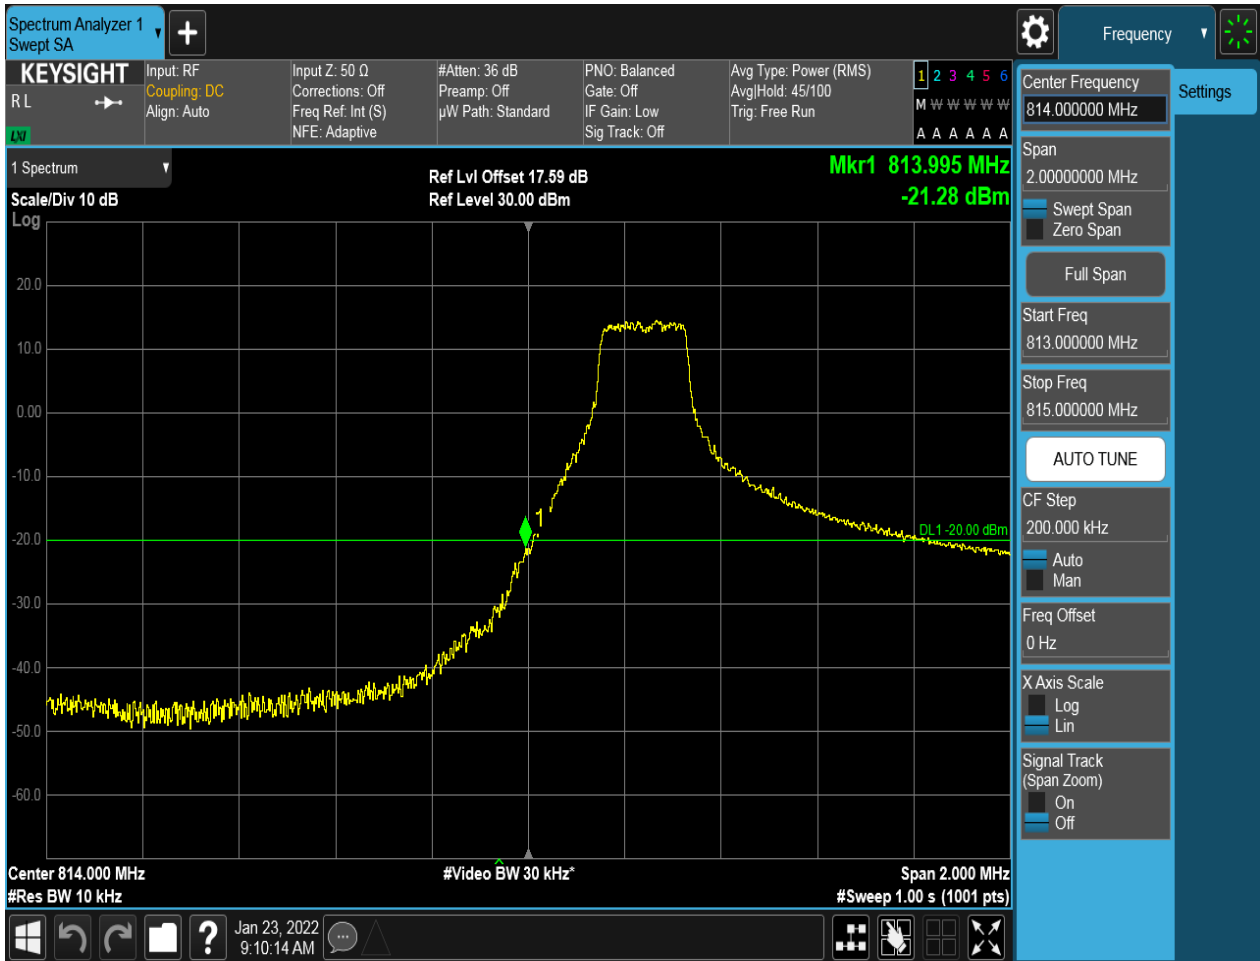 Spectrum Analyzer 1
Swept SA
+
Frequency
KEYSIGHT
R L
LXI
Input: RF
Coupling: DC
Align: Auto
Input Z: 50 Ω
Corrections: Off
Freq Ref: Int (S)
NFE: Adaptive
#Atten: 36 dB
Preamp: Off
µW Path: Standard
PNO: Balanced
Gate: Off
IF Gain: Low
Sig Track: Off
Avg Type: Power (RMS)
Avg|Hold: 45/100
Trig: Free Run
1 2 3 4 5 6
M W W W W W
A A A A A A
1 Spectrum
Scale/Div 10 dB
Log
Ref Lvl Offset 17.59 dB
Ref Level 30.00 dBm
Mkr1 813.995 MHz
-21.28 dBm
20.0
10.0
0.00
-10.0
-20.0
-30.0
-40.0
-50.0
-60.0
1
DL1 -20.00 dBm
Center 814.000 MHz
#Video BW 30 kHz*
Span 2.000 MHz
#Res BW 10 kHz
#Sweep 1.00 s (1001 pts)
?
Jan 23, 2022
9:10:14 AM
Center Frequency
814.000000 MHz
Settings
Span
2.00000000 MHz
Swept Span
Zero Span
Full Span
Start Freq
813.000000 MHz
Stop Freq
815.000000 MHz
AUTO TUNE
CF Step
200.000 kHz
Auto
Man
Freq Offset
0 Hz
X Axis Scale
Log
Lin
Signal Track
(Span Zoom)
On
Off